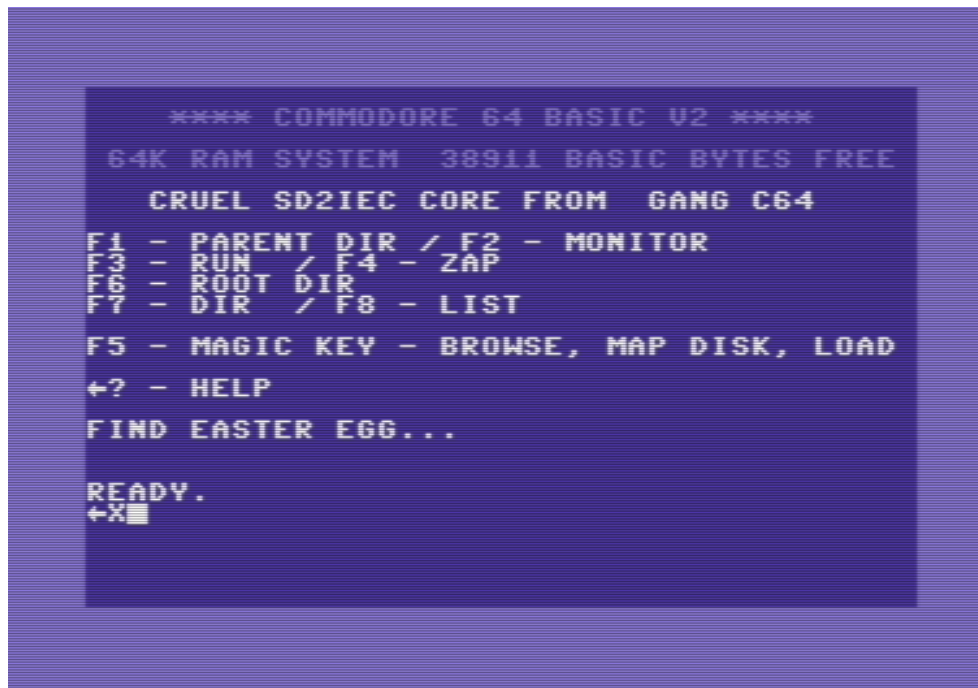 **** COMMODORE 64 BASIC V2 ****
64K RAM SYSTEM  38911 BASIC BYTES FREE
CRUEL SD2IEC CORE FROM  GANG C64
F1 - PARENT DIR / F2 - MONITOR
F3 - RUN  / F4 - ZAP
F6 - ROOT DIR
F7 - DIR  / F8 - LIST
F5 - MAGIC KEY - BROWSE, MAP DISK, LOAD
←? - HELP
FIND EASTER EGG...
READY.
←X